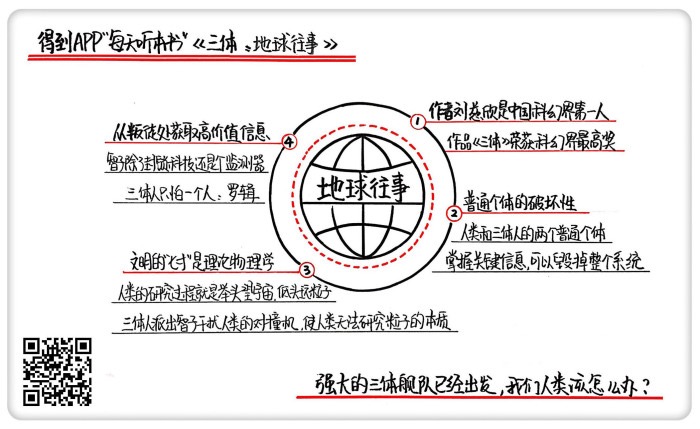 得到APP"每天听本书"《三体：地球往事》
地球往事
1
作者刘慈欣是中国科幻界第一人
作品《三体》荣获科幻界最高奖
2
普通个体的破坏性
人类和三体人的两个普通个体
掌握关键信息，可以毁掉整个系统
3
文明的"七寸"是理论物理学
人类的研究过程就是举头望宇宙，低头玩粒子
三体人派出智子干扰人类的对撞机，使人类无法研究粒子的本质
4
从叛徒处获取高价值信息
智子除了封锁科技还是个监测器
三体人只怕一个人：罗辑
强大的三体舰队已经出发，我们人类该怎么办？